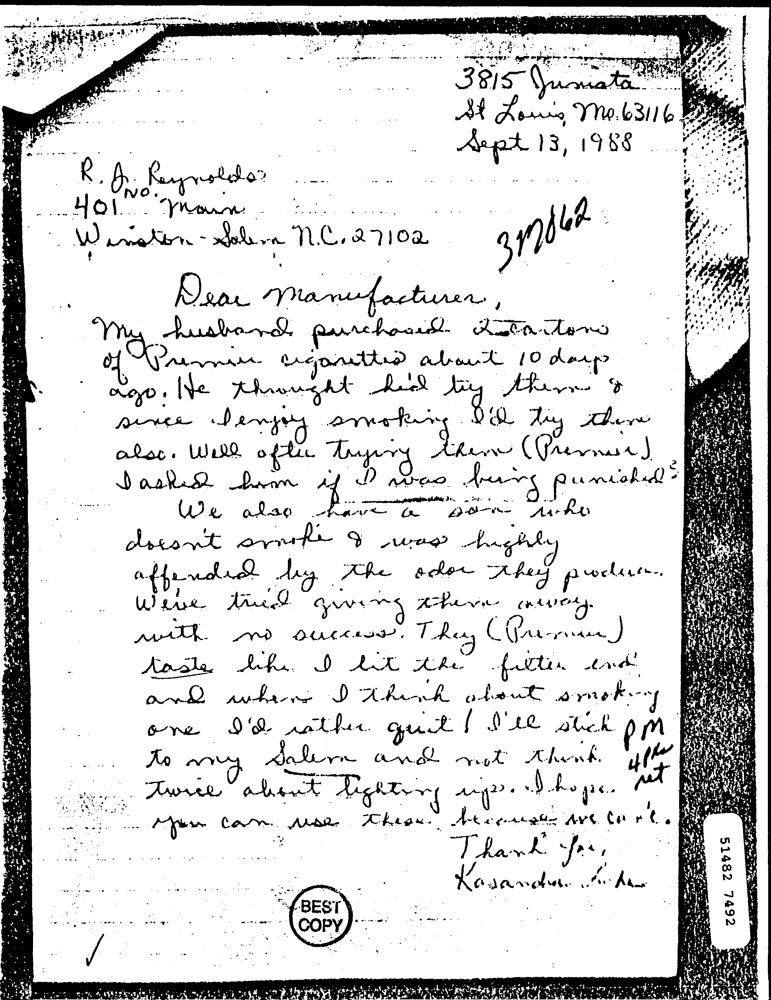 3815 Juniata
St Louis, Mo. 63116
Sept 13, 1988
R. J. Reynolds
401 No. Main
Winston-Salem N.C. 27102
317862
Dear Manufacturer,
My husband purchased cartons
of Premier cigarettes about 10 days
ago. He throught he'd try them &
since I enjoy smoking I'd try them
also. Well after trying them (Premier)
I asked him if I was being punished?
We also have a son who
doesn't smoke & was highly
affended by the odor they produce.
We've tried giving them away
with no success. They (Premier)
taste like I lit the filter end
and when I think about smoking
one I'd rather quit! I'll stick
to my Salem and not think
twice about lighting up. I hope
you can use these because we can't.
Thank You,
Kasandra
PM
4 Pks
ret
BEST
COPY
51482 7492